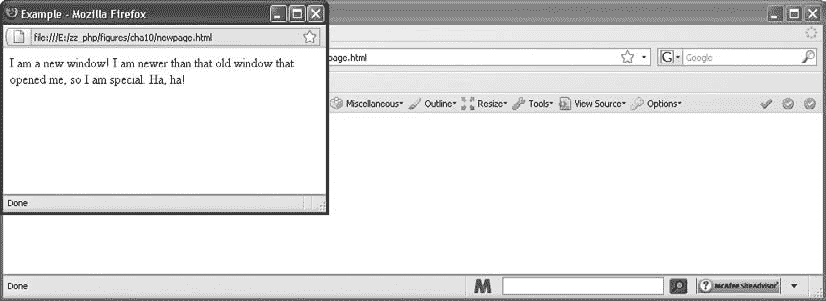 Example - Mozilla Firefox
file:///E:/zz_php/figures/cha10/newpage.html
I am a new window! I am newer than that old window that
opened me, so I am special. Ha, ha!
Done
page.html
G Google
Miscellaneous Outline Resize Tools View Source Options
Done
M
McAfee SiteAdvisor